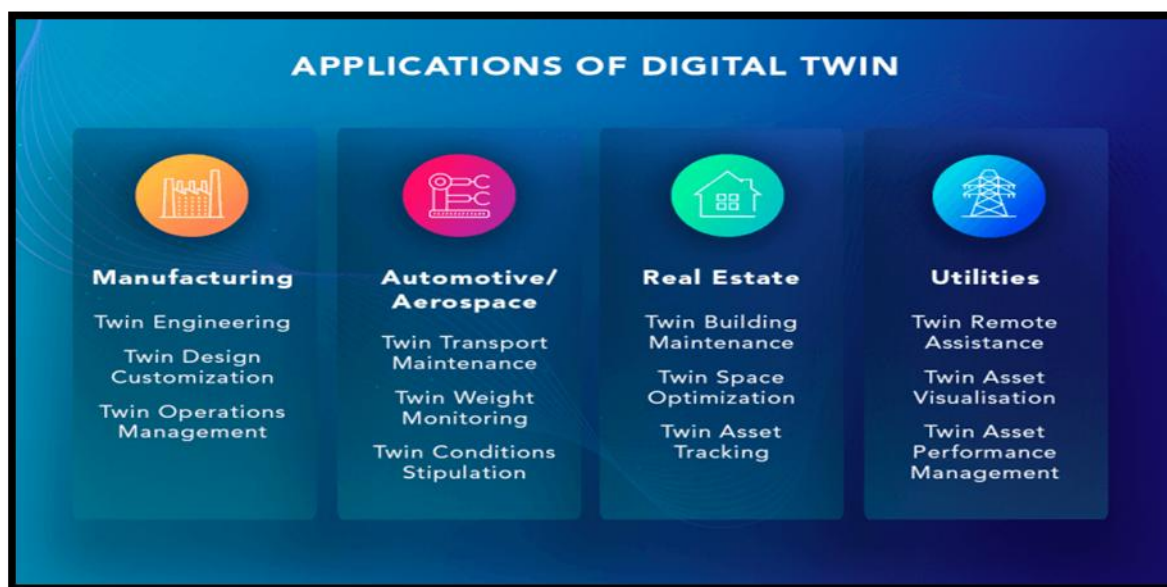 APPLICATIONS OF DIGITAL TWIN
Manufacturing
Twin Engineering
Twin Design
Customization
Twin Operations
Management
Automotive/
Aerospace
Twin Transport
Maintenance
Twin Weight
Monitoring
Twin Conditions
Stipulation
Real Estate
Twin Building
Maintenance
Twin Space
Optimization
Twin Asset
Tracking
Utilities
Twin Remote
Assistance
Twin Asset
Visualisation
Twin Asset
Performance
Management